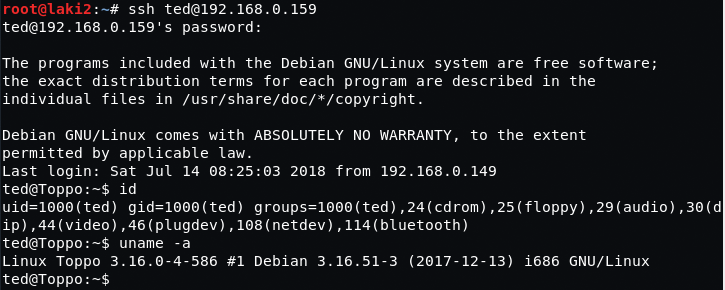 root@laki2:~# ssh ted@192.168.0.159
ted@192.168.0.159's password:
The programs included with the Debian GNU/Linux system are free software;
the exact distribution terms for each program are described in the
individual files in /usr/share/doc/*/copyright.
Debian GNU/Linux comes with ABSOLUTELY NO WARRANTY, to the extent
permitted by applicable law.
Last login: Sat Jul 14 08:25:03 2018 from 192.168.0.149
ted@Toppo:~$ id
uid=1000(ted) gid=1000(ted) groups=1000(ted),24(cdrom),25(floppy),29(audio),30(d
ip),44(video),46(plugdev),108(netdev),114(bluetooth)
ted@Toppo:~$ uname -a
Linux Toppo 3.16.0-4-586 #1 Debian 3.16.51-3 (2017-12-13) i686 GNU/Linux
ted@Toppo:~$